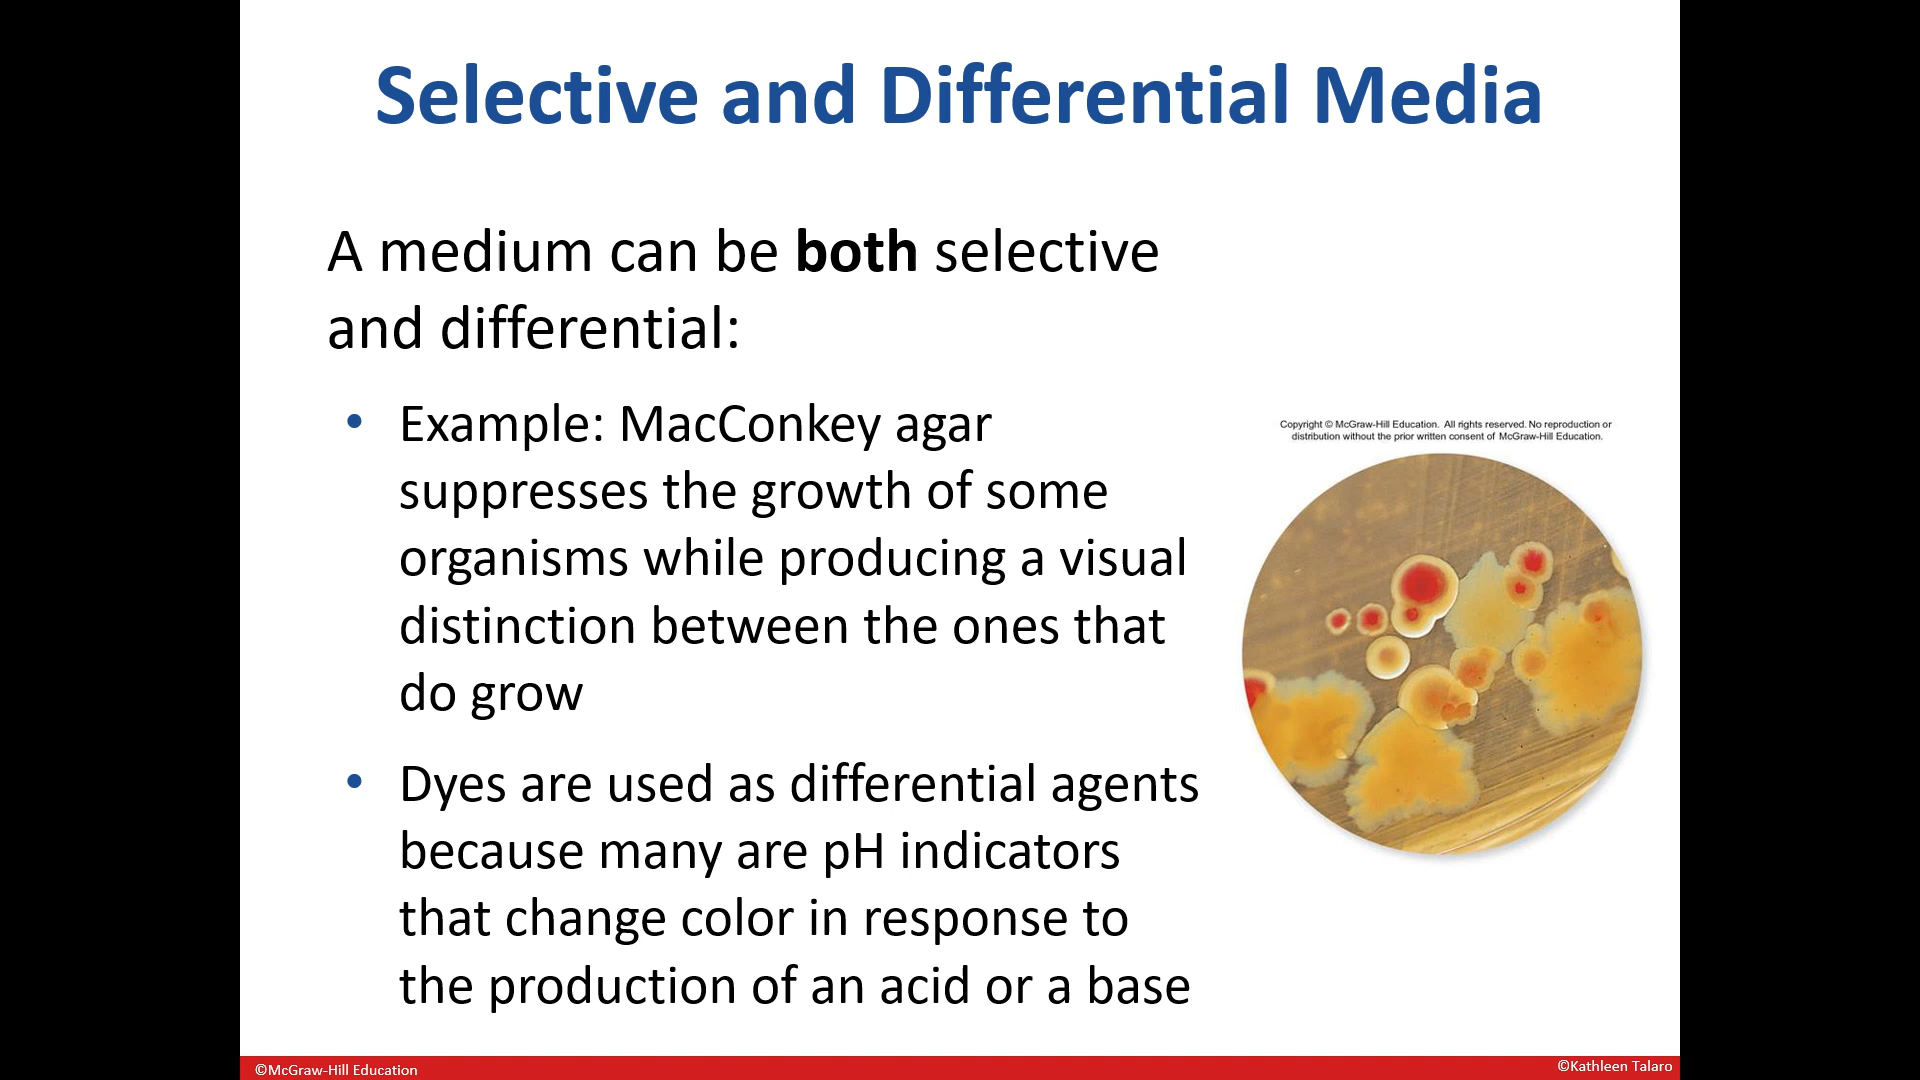 Selective and Differential Media
A medium can be both selective
and differential:
• Example: MacConkey agar
suppresses the growth of some
organisms while producing a visual
distinction between the ones that
do grow
• Dyes are used as differential agents
because many are pH indicators
that change color in response to
the production of an acid or a base
Copyright © McGraw-Hill Education. All rights reserved. No reproduction or
distribution without the prior written consent of McGraw-Hill Education.
©McGraw-Hill Education
©Kathleen Talaro